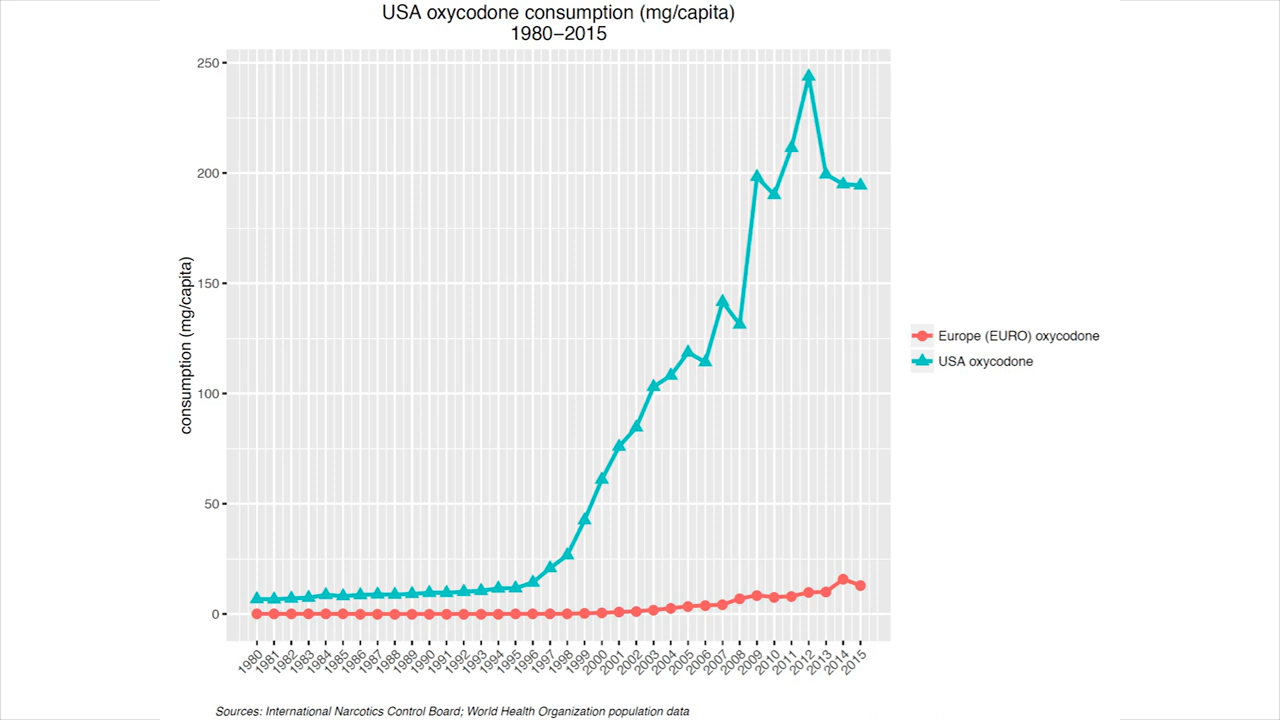 USA oxycodone consumption (mg/capita)
1980−2015
250
200
150
100
50
0
consumption (mg/capita)
1980 1981 1982 1983 1984 1985 1986 1987 1988 1989 1990 1991 1992 1993 1994 1995 1996 1997 1998 1999 2000 2001 2002 2003 2004 2005 2006 2007 2008 2009 2010 2011 2012 2013 2014 2015
Europe (EURO) oxycodone
USA oxycodone
Sources: International Narcotics Control Board; World Health Organization population data